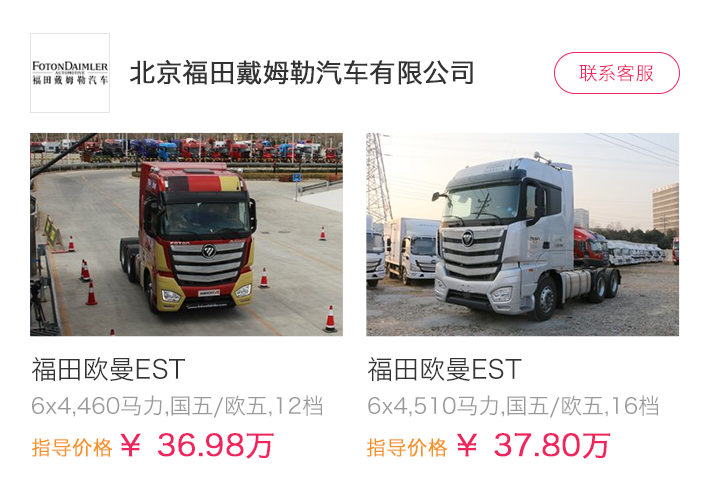 FOTONDAIMLER
AUTOMOTIVE
福田戴姆勒汽车
北京福田戴姆勒汽车有限公司
联系客服
FOTON
福田欧曼EST
6x4,460马力,国五/欧五,12档
指导价格￥ 36.98万
福田欧曼EST
6x4,510马力,国五/欧五,16档
指导价格￥ 37.80万